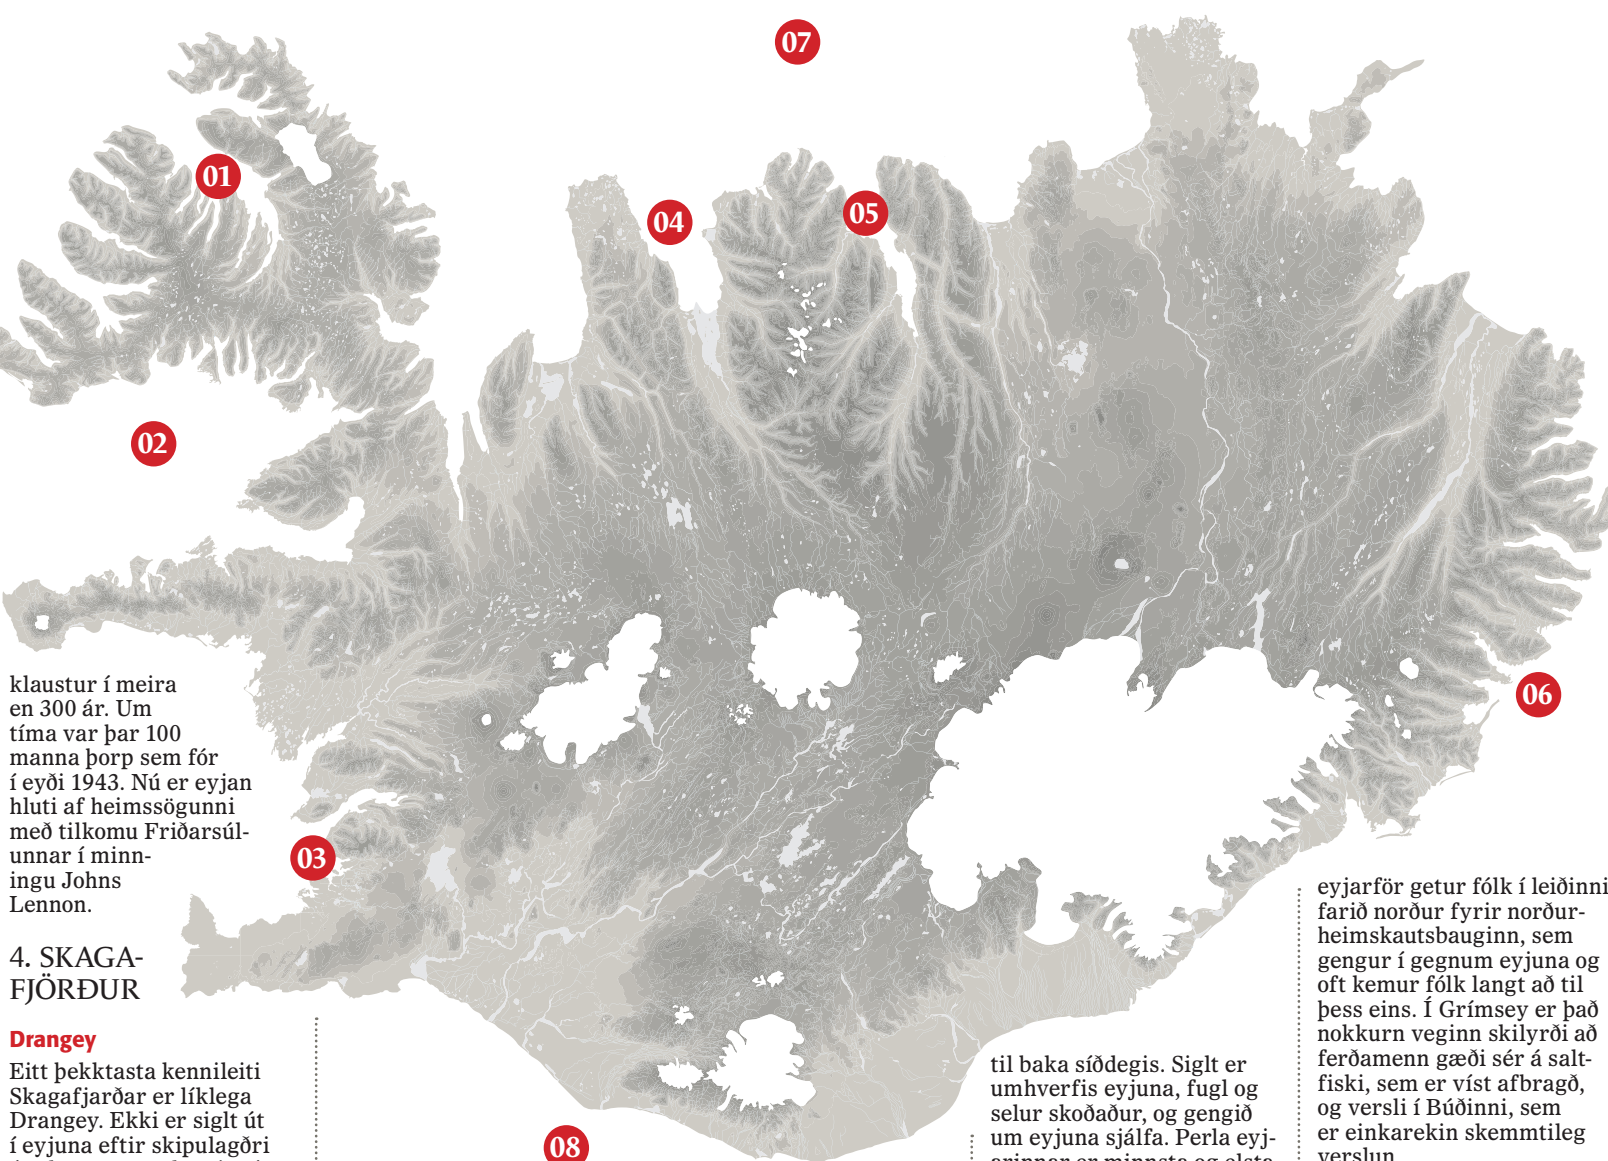 07
01
04
05
02
06
03
08
klaustur í meira
en 300 ár. Um
tíma var þar 100
manna þorp sem fór
í eyði 1943. Nú er eyjan
hluti af heimssögunni
með tilkomu Friðarsúl-
unnar í minn-
ingu Johns
Lennon.
4. SKAGA-
FJÖRÐUR
Drangey
Eitt þekktasta kennileiti
Skagafjarðar er líklega
Drangey. Ekki er siglt út
í eyjuna eftir skipulagðri
til baka síðdegis. Siglt er
umhverfis eyjuna, fugl og
selur skoðaður, og gengið
um eyjuna sjálfa. Perla eyj-
arinnar er minnsta og elsta
eyjarför getur fólk í leiðinni
farið norður fyrir norður-
heimskautsbauginn, sem
gengur í gegnum eyjuna og
oft kemur fólk langt að til
þess eins. Í Grímsey er það
nokkurn veginn skilyrði að
ferðamenn gæði sér á salt-
fiski, sem er víst afbragð,
og versli í Búðinni, sem
er einkarekin skemmtileg
verslun